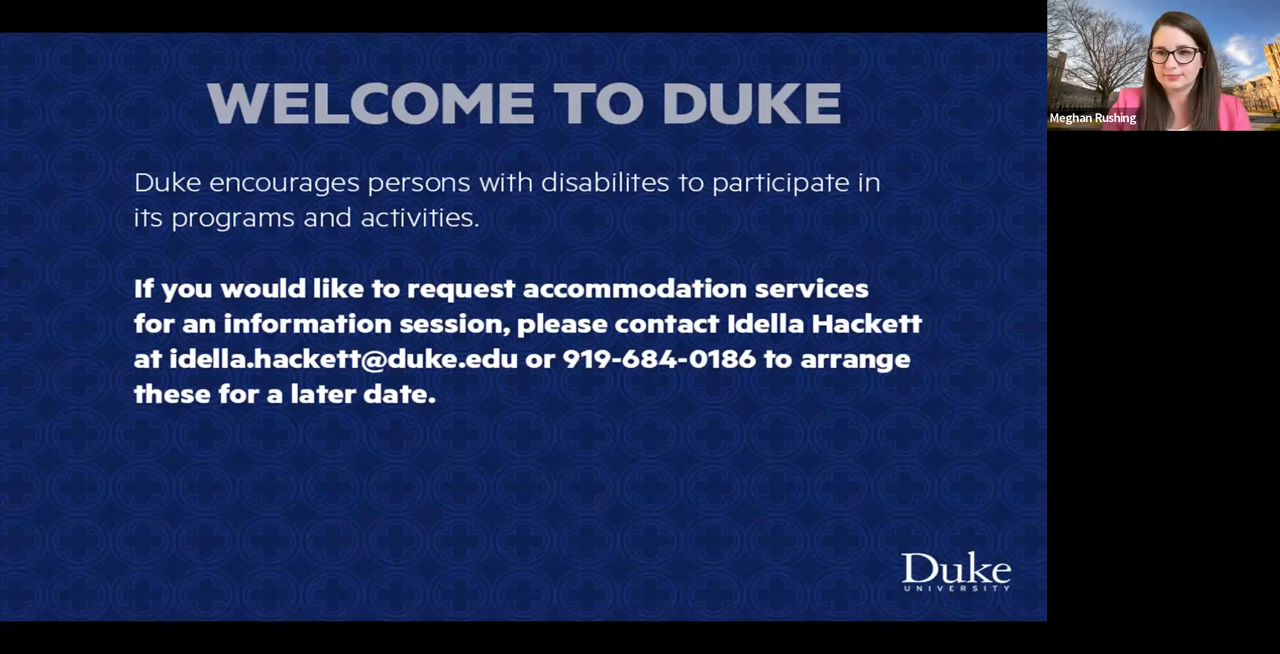 WELCOME TO DUKE
Duke encourages persons with disabilites to participate in
its programs and activities.
If you would like to request accommodation services
for an information session, please contact Idella Hackett
at idella.hackett@duke.edu or 919-684-0186 to arrange
these for a later date.
Duke
UNIVERSITY
Meghan Rushing